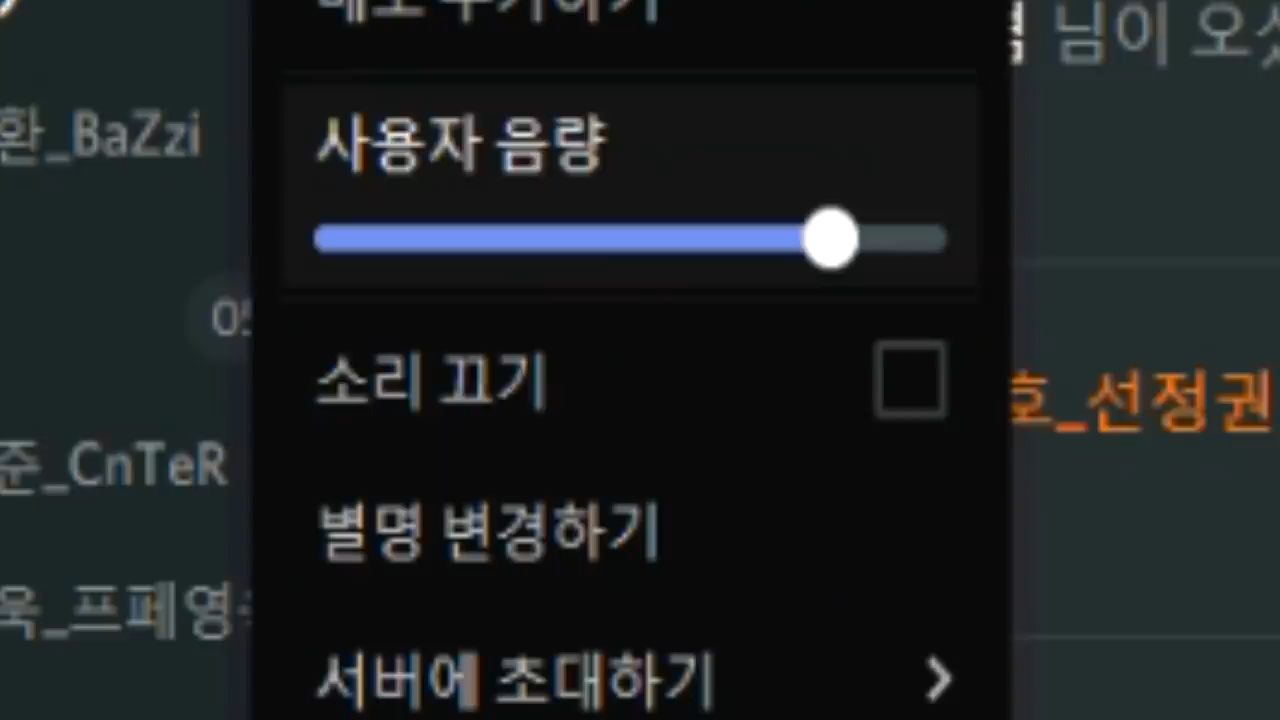 님이
환_BaZzi
사용자 음량
소리 끄기
호_선정권
준_CnTeR
별명 변경하기
욱_프페영
서버에 초대하기